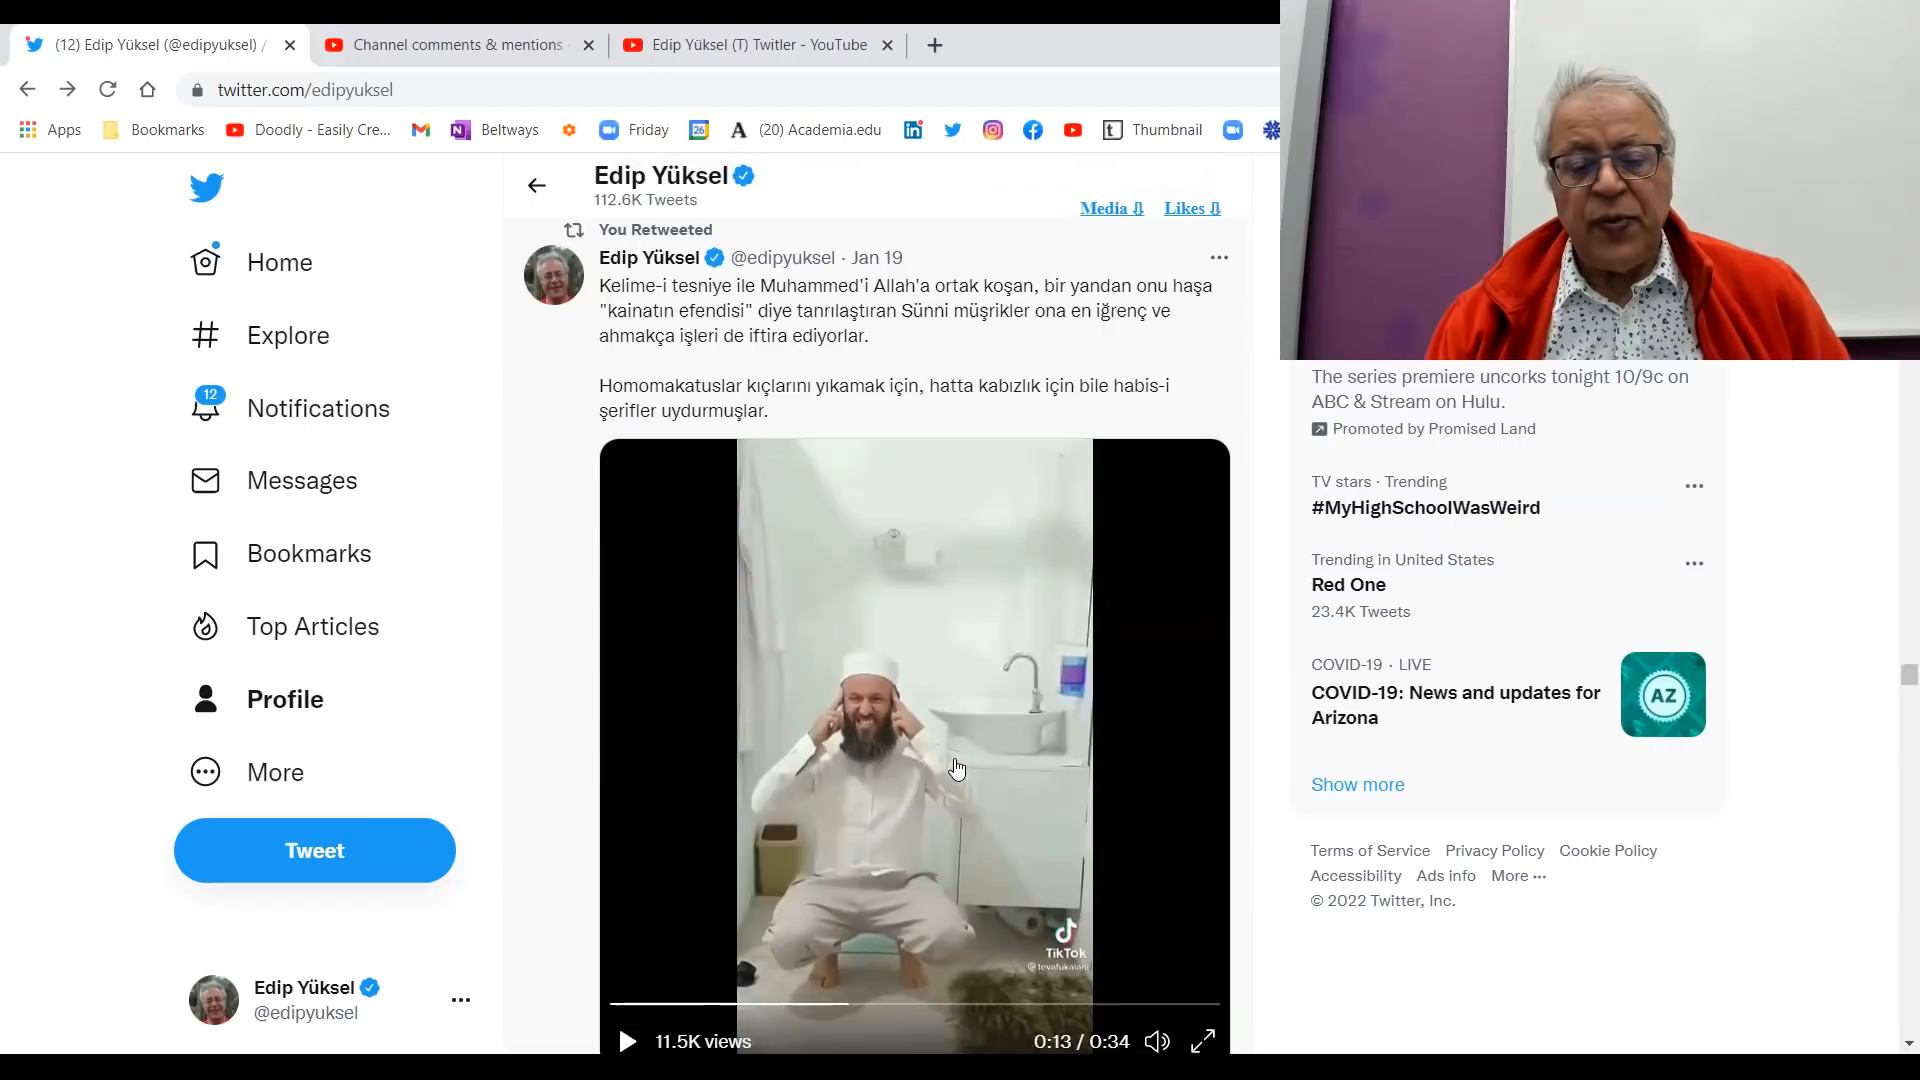 (12) Edip Yüksel (@edipyuksel) /
Channel comments & mentions
Edip Yüksel (T) Twitler - YouTube
twitter.com/edipyuksel
Apps
Bookmarks
Doodly - Easily Cre...
Beltways
Friday
26
(20) Academia.edu
Thumbnail
Home
Explore
12
Notifications
Messages
Bookmarks
Top Articles
Profile
More
Tweet
Edip Yüksel
@edipyuksel
Edip Yüksel
112.6K Tweets
Media ⇩
Likes ⇩
You Retweeted
Edip Yüksel @edipyuksel · Jan 19
Kelime-i tesniye ile Muhammed'i Allah'a ortak koşan, bir yandan onu haşa
"kainatın efendisi" diye tanrılaştıran Sünni müşrikler ona en iğrenç ve
ahmakça işleri de iftira ediyorlar.
Homomakatuslar kıçlarını yıkamak için, hatta kabızlık için bile habis-i
şerifler uydurmuşlar.
TikTok
11.5K views
0:13 / 0:34
The series premiere uncorks tonight 10/9c on
ABC & Stream on Hulu.
Promoted by Promised Land
TV stars · Trending
#MyHighSchoolWasWeird
Trending in United States
Red One
23.4K Tweets
COVID-19 · LIVE
COVID-19: News and updates for
Arizona
AZ
Show more
Terms of Service Privacy Policy Cookie Policy
Accessibility Ads info More ···
© 2022 Twitter, Inc.